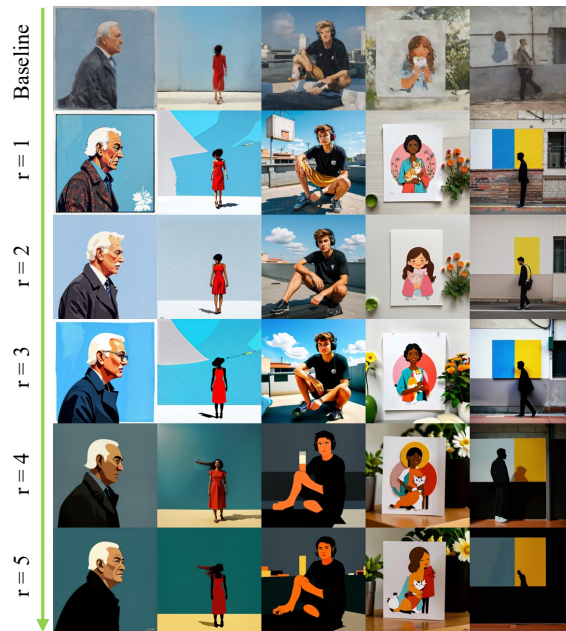 Baseline
r = 1
r = 2
r = 3
r = 4
r = 5